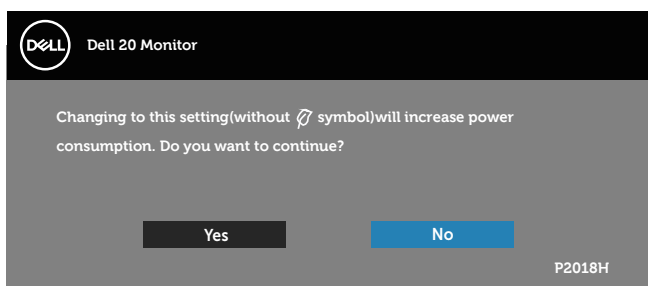 DELL
Dell 20 Monitor
Changing to this setting(without symbol)will increase power
consumption. Do you want to continue?
Yes
No
P2018H